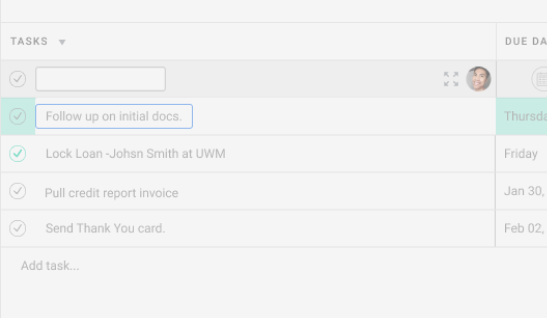 TASKS
DUE DA
Follow up on initial docs.
Thursda
Lock Loan -Johsn Smith at UWM
Friday
Pull credit report invoice
Jan 30,
Send Thank You card.
Feb 02,
Add task...